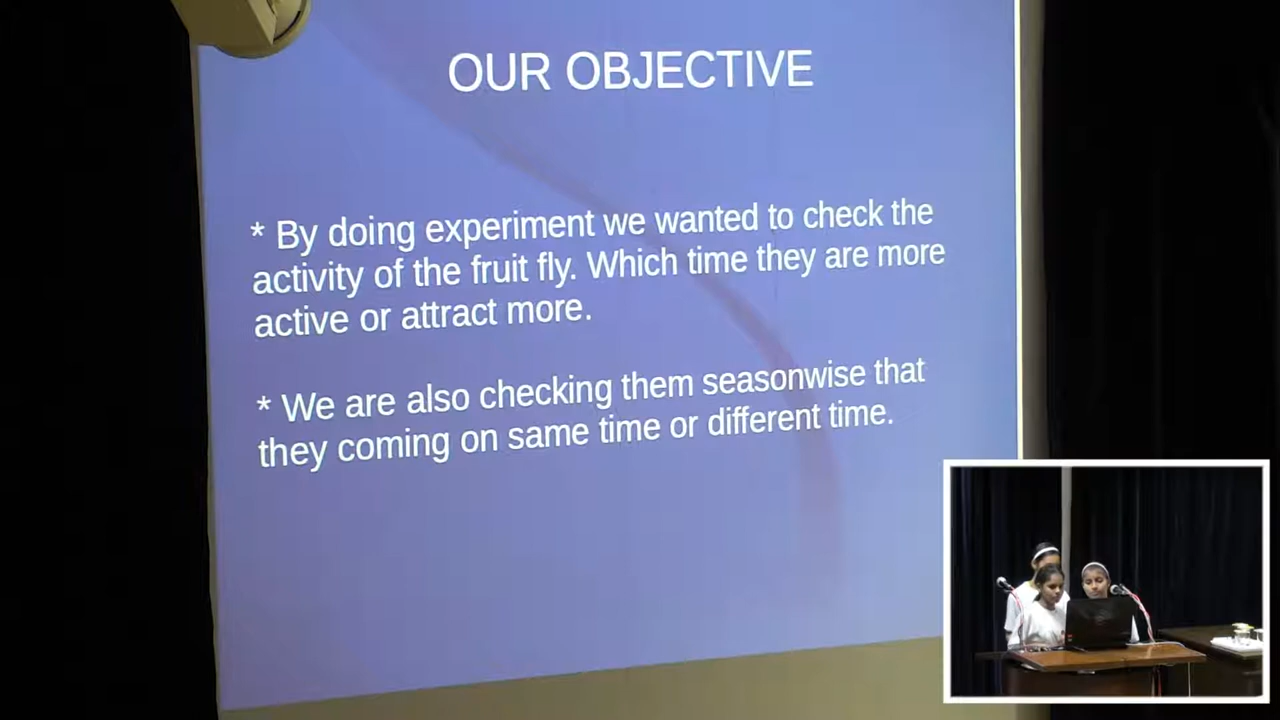 OUR OBJECTIVE
* By doing experiment we wanted to check the
activity of the fruit fly. Which time they are more
active or attract more.
* We are also checking them seasonwise that
they coming on same time or different time.